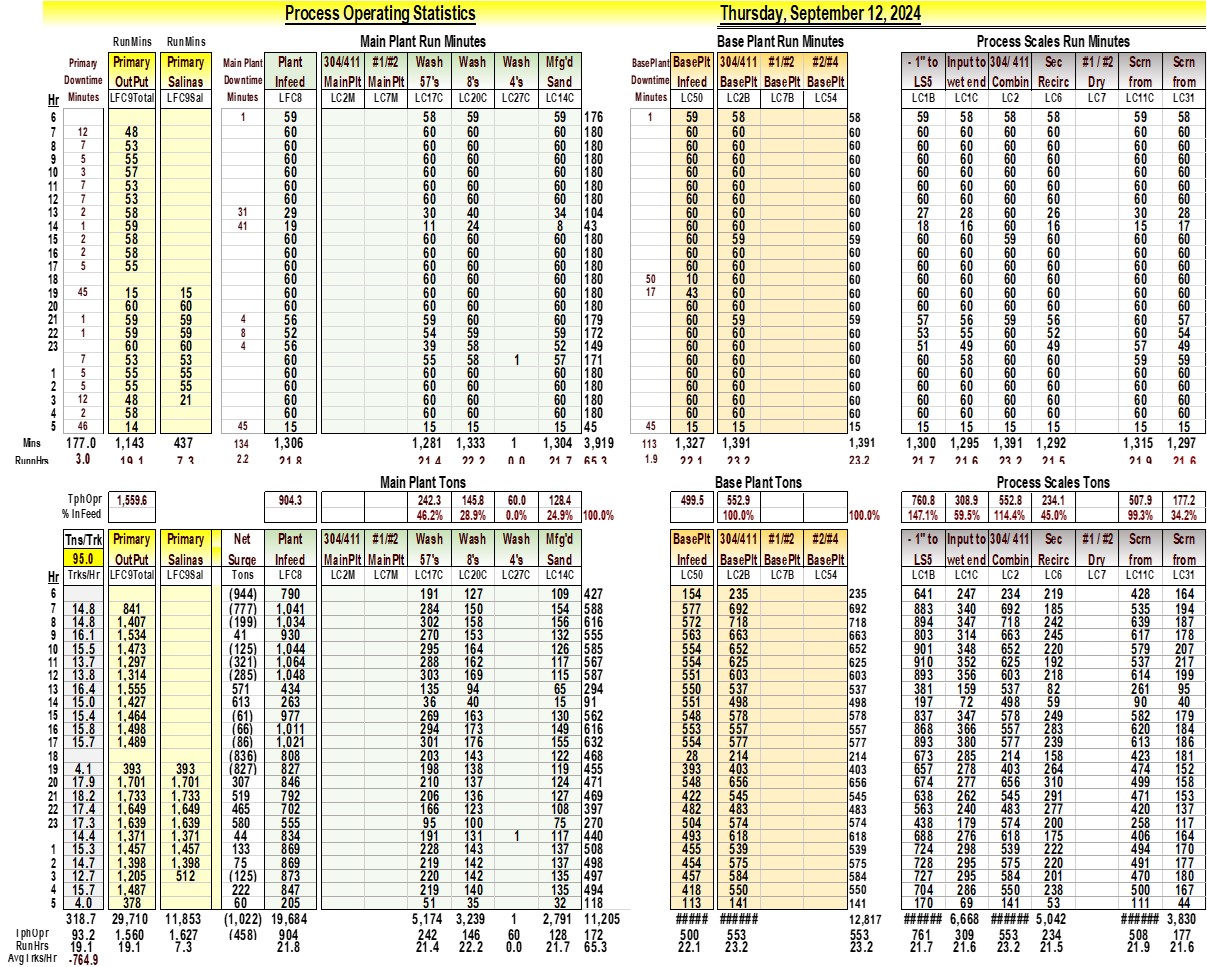 Process Operating Statistics Thursday, September 12, 2024
RunMins RunMins Main Plant Run Minutes Base Plant Run Minutes Process Scales Run Minutes
Primary Primary Primary Main Plant Plant 304/411 #1/#2 Wash Wash Wash Mfg'd BasePlant BasePlt 304/411 #1/#2 #2/#4 - 1" to Input to 304/ 411 Sec #1 / #2 Scrn Scrn
Downtime OutPut Salinas Downtime Infeed MainPlt MainPlt 57's 8's 4's Sand Downtime Infeed BasePlt BasePlt BasePlt LS5 wet end Combin Recirc Dry from from
Hr Minutes LFC9Total LFC9Sal Minutes LFC8 LC2M LC7M LC17C LC20C LC27C LC14C Minutes LC50 LC2B LC7B LC54 LC1B LC1C LC2 LC6 LC7 LC11C LC31
6 1 59 58 59 59 176 1 59 58 58 59 58 58 58 59 58
7 12 48 60 60 60 60 180 60 60 60 60 60 60 60 60 60
8 7 53 60 60 60 60 180 60 60 60 60 60 60 60 60 60
9 5 55 60 60 60 60 180 60 60 60 60 60 60 60 60 60
10 3 57 60 60 60 60 180 60 60 60 60 60 60 60 60 60
11 7 53 60 60 60 60 180 60 60 60 60 60 60 60 60 60
12 7 53 60 60 60 60 180 60 60 60 60 60 60 60 60 60
13 2 58 31 29 30 40 34 104 60 60 60 27 28 60 26 30 28
14 1 59 41 19 11 24 8 43 60 60 60 18 16 60 16 15 17
15 2 58 60 60 60 60 180 60 59 59 60 60 60 60 60 60
16 2 58 60 60 60 60 180 60 60 60 60 60 60 60 60 60
17 5 55 60 60 60 60 180 60 60 60 60 60 60 60 60 60
18 60 60 60 60 180 50 10 60 60 60 60 60 60 60 60
19 45 15 15 60 60 60 60 180 17 43 60 60 60 60 60 60 60 60
20 60 60 60 60 60 60 180 60 60 60 60 60 60 60 60 60
21 1 59 59 4 56 59 60 60 179 60 59 59 57 56 59 56 60 57
22 1 59 59 8 52 54 59 59 172 60 60 60 53 55 60 52 60 54
23 60 60 4 56 39 58 52 149 60 60 60 51 49 60 49 57 49
7 53 53 60 55 58 1 57 171 60 60 60 60 58 60 60 59 59
1 5 55 55 60 60 60 60 180 60 60 60 60 60 60 60 60 60
2 5 55 55 60 60 60 60 180 60 60 60 60 60 60 60 60 60
3 12 48 21 60 60 60 60 180 60 60 60 60 60 60 60 60 60
4 2 58 60 60 60 60 180 60 60 60 60 60 60 60 60 60
5 46 14 45 15 15 15 15 45 45 15 15 15 15 15 15 15 15 15
Mins 177.0 1,143 437 134 1,306 1,281 1,333 1 1,304 3,919 113 1,327 1,391 1,391 1,300 1,295 1,391 1,292 1,315 1,297
RunnHrs 3.0 19.1 7.3 2.2 21.8 21.4 22.2 0.0 21.7 65.3 1.9 22.1 23.2 23.2 21.7 21.6 23.2 21.5 21.9 21.6
Main Plant Tons Base Plant Tons Process Scales Tons
TphOpr 1,559.6 904.3 242.3 145.8 60.0 128.4 499.5 552.9 760.8 308.9 552.8 234.1 507.9 177.2
% InFeed 46.2% 28.9% 0.0% 24.9% 100.0% 100.0% 100.0% 147.1% 59.5% 114.4% 45.0% 99.3% 34.2%
Tns/Trk Primary Primary Net Plant 304/411 #1/#2 Wash Wash Wash Mfg'd BasePlt 304/411 #1/#2 #2/#4 - 1" to Input to 304/ 411 Sec #1 / #2 Scrn Scrn
95.0 OutPut Salinas Surge Infeed MainPlt MainPlt 57's 8's 4's Sand Infeed BasePlt BasePlt BasePlt LS5 wet end Combin Recirc Dry from from
Hr Trks/Hr LFC9Total LFC9Sal Tons LFC8 LC2M LC7M LC17C LC20C LC27C LC14C LC50 LC2B LC7B LC54 LC1B LC1C LC2 LC6 LC7 LC11C LC31
6 (944) 790 191 127 109 427 154 235 235 641 247 234 219 428 164
7 14.8 841 (777) 1,041 284 150 154 588 577 692 692 883 340 692 185 535 194
8 14.8 1,407 (199) 1,034 302 158 156 616 572 718 718 894 347 718 242 639 187
9 16.1 1,534 41 930 270 153 132 555 563 663 663 803 314 663 245 617 178
10 15.5 1,473 (125) 1,044 295 164 126 585 554 652 652 901 348 652 220 579 207
11 13.7 1,297 (321) 1,064 288 162 117 567 554 625 625 910 352 625 192 537 217
12 13.8 1,314 (285) 1,048 303 169 115 587 551 603 603 893 356 603 218 614 199
13 16.4 1,555 571 434 135 94 65 294 550 537 537 381 159 537 82 261 95
14 15.0 1,427 613 263 36 40 15 91 551 498 498 197 72 498 59 90 40
15 15.4 1,464 (61) 977 269 163 130 562 548 578 578 837 347 578 249 582 179
16 15.8 1,498 (66) 1,011 294 173 149 616 553 557 557 868 366 557 283 620 184
17 15.7 1,489 (86) 1,021 301 176 155 632 554 577 577 893 380 577 239 613 186
18 (836) 808 203 143 122 468 28 214 214 673 285 214 158 423 181
19 4.1 393 393 (827) 827 198 138 119 455 393 403 403 657 278 403 264 474 152
20 17.9 1,701 1,701 307 846 210 137 124 471 548 656 656 674 277 656 310 499 158
21 18.2 1,733 1,733 519 792 206 136 127 469 422 545 545 638 262 545 291 471 153
22 17.4 1,649 1,649 465 702 166 123 108 397 482 483 483 563 240 483 277 420 137
23 17.3 1,639 1,639 580 555 95 100 75 270 504 574 574 438 179 574 200 258 117
14.4 1,371 1,371 44 834 191 131 1 117 440 493 618 618 688 276 618 175 406 164
1 15.3 1,457 1,457 133 869 228 143 137 508 455 539 539 724 298 539 222 494 170
2 14.7 1,398 1,398 75 869 219 142 137 498 454 575 575 728 295 575 220 491 177
3 12.7 1,205 512 (125) 873 220 142 135 497 457 584 584 727 295 584 201 470 180
4 15.7 1,487 222 847 219 140 135 494 418 550 550 704 286 550 238 500 167
5 4.0 378 60 205 51 35 32 118 113 141 141 170 69 141 53 111 44
318.7 29,710 11,853 (1,022) 19,684 5,174 3,239 1 2,791 11,205 ##### ###### 12,817 ###### 6,668 ###### 5,042 ###### 3,830
TphOpr 93.2 1,560 1,627 (458) 904 242 146 60 128 172 500 553 553 761 309 553 234 508 177
RunHrs 19.1 19.1 7.3 21.8 21.4 22.2 0.0 21.7 65.3 22.1 23.2 23.2 21.7 21.6 23.2 21.5 21.9 21.6
AvgTrks/Hr -764.9